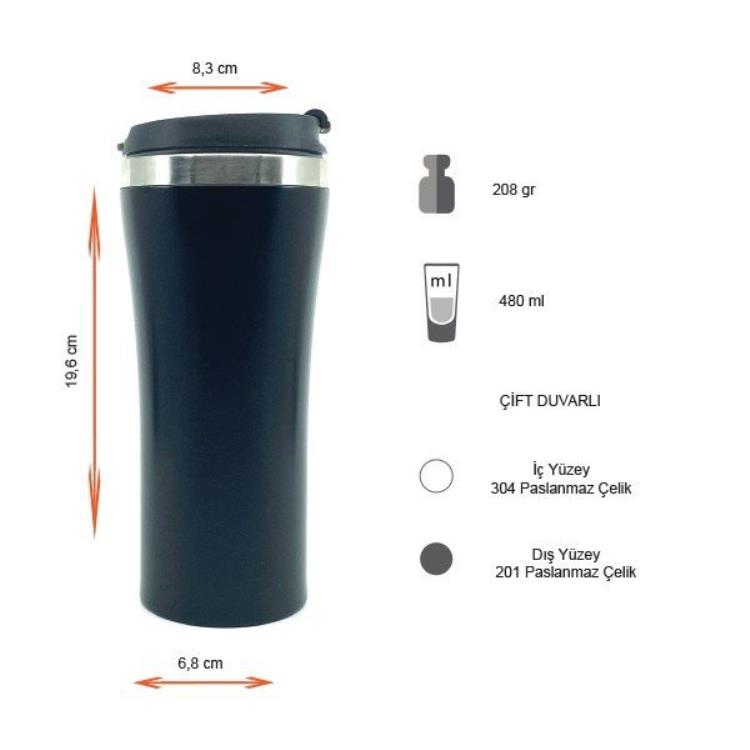 8,3 cm
208 gr
ml
480 ml
19,6 cm
ÇİFT DUVARLI
İç Yüzey
304 Paslanmaz Çelik
Dış Yüzey
201 Paslanmaz Çelik
6,8 cm